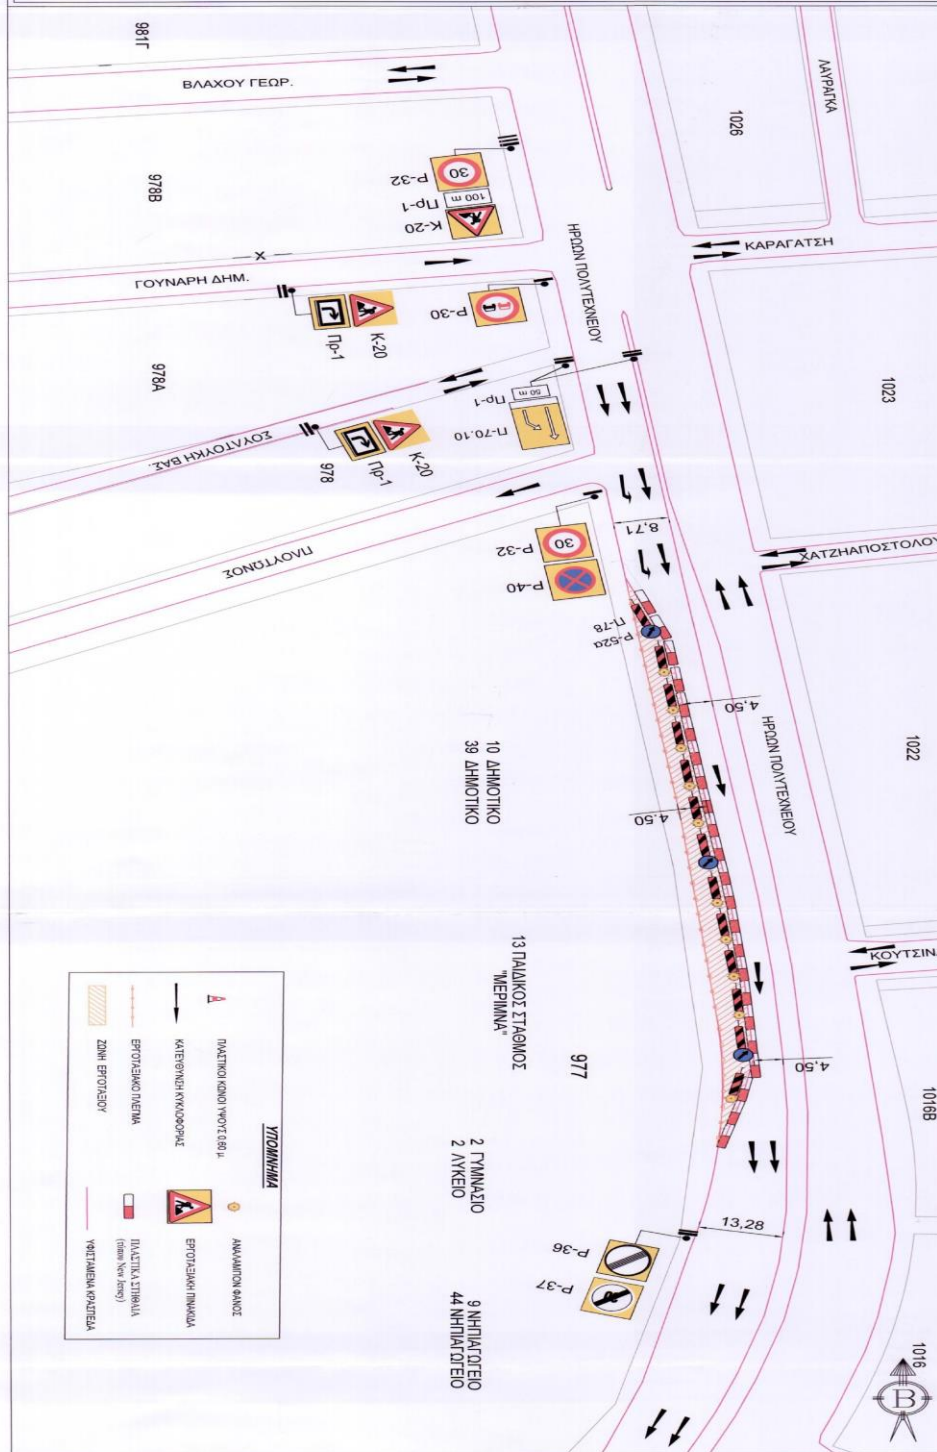 981Γ
ΒΛΑΧΟΥ ΓΕΩΡ.
978Β
Ρ-32
30
Πρ-1
100 m
Κ-20
ΓΟΥΝΑΡΗ ΔΗΜ.
Χ
ΗΡΩΩΝ ΠΟΛΥΤΕΧΝΕΙΟΥ
1026
ΛΑΥΡΑΓΚΑ
ΚΑΡΑΓΑΤΣΗ
Πρ-1
Κ-20
Ρ-30
978Α
ΣΟΥΛΤΟΥΚΗ ΒΑΣ.
978
Πρ-1
Κ-20
Πρ-1
50 m
Π-70.10
1023
ΠΛΟΥΤΩΝΟΣ
Ρ-32
30
Ρ-40
8,71
ΧΑΤΖΗΑΠΟΣΤΟΛΟΥ
Π-78
Ρ-52α
4,50
ΗΡΩΩΝ ΠΟΛΥΤΕΧΝΕΙΟΥ
1022
10 ΔΗΜΟΤΙΚΟ
39 ΔΗΜΟΤΙΚΟ
4.50
13 ΠΑΙΔΙΚΟΣ ΣΤΑΘΜΟΣ
"ΜΕΡΙΜΝΑ"
977
ΚΟΥΤΣΙΝΑ
4,50
1016Β
2 ΓΥΜΝΑΣΙΟ
2 ΛΥΚΕΙΟ
13,28
Ρ-36
Ρ-37
9 ΝΗΠΙΑΓΩΓΕΙΟ
44 ΝΗΠΙΑΓΩΓΕΙΟ
1016
Β
ΥΠΟΜΝΗΜΑ
ΠΛΑΣΤΙΚΟΙ ΚΩΝΟΙ ΥΨΟΥΣ 0,60 μ.
ΚΑΤΕΥΘΥΝΣΗ ΚΥΚΛΟΦΟΡΙΑΣ
ΕΡΓΟΤΑΞΙΑΚΟ ΠΛΕΓΜΑ
ΖΩΝΗ ΕΡΓΟΤΑΞΙΟΥ
ΑΝΑΛΑΜΠΩΝ ΦΑΝΟΣ
ΕΡΓΟΤΑΞΙΑΚΗ ΠΙΝΑΚΙΔΑ
ΠΛΑΣΤΙΚΑ ΣΤΗΘΑΙΑ
(τύπου New Jersey)
ΥΦΙΣΤΑΜΕΝΑ ΚΡΑΣΠΕΔΑ